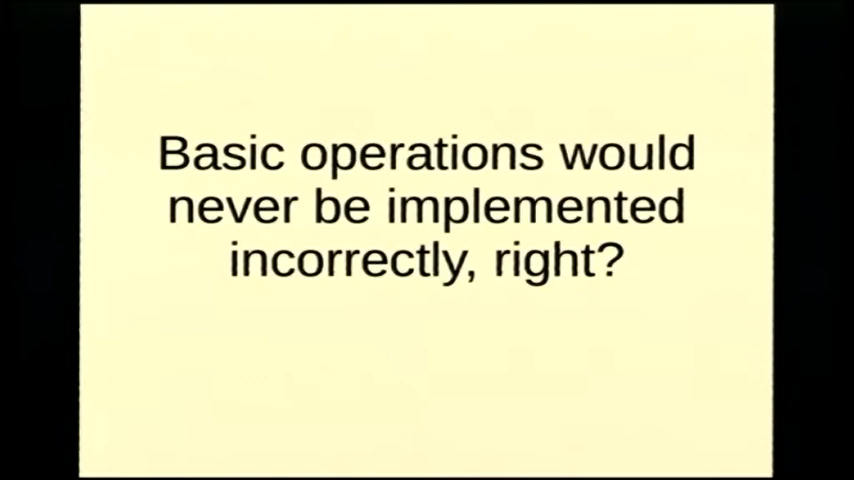 Basic operations would
never be implemented
incorrectly, right?